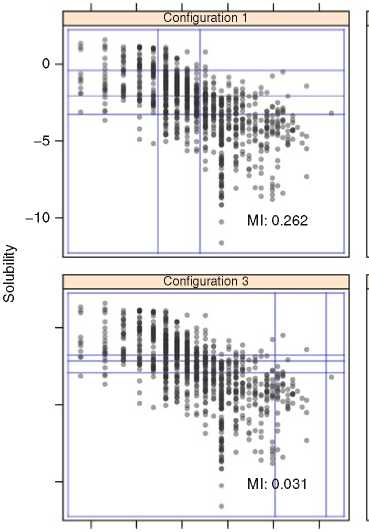 Configuration 1
0
−5
−10
MI: 0.262
Solubility
Configuration 3
MI: 0.031